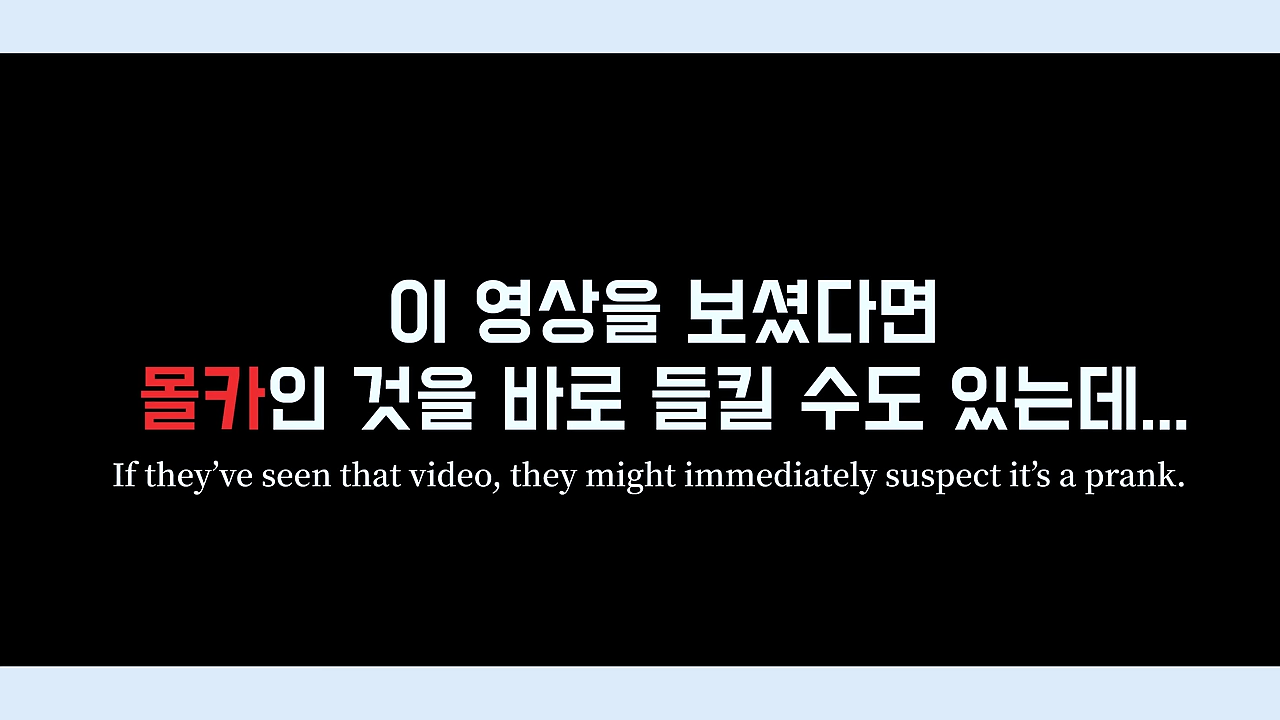 이 영상을 보셨다면
몰카인 것을 바로 들킬 수도 있는데...
If they’ve seen that video, they might immediately suspect it’s a prank.